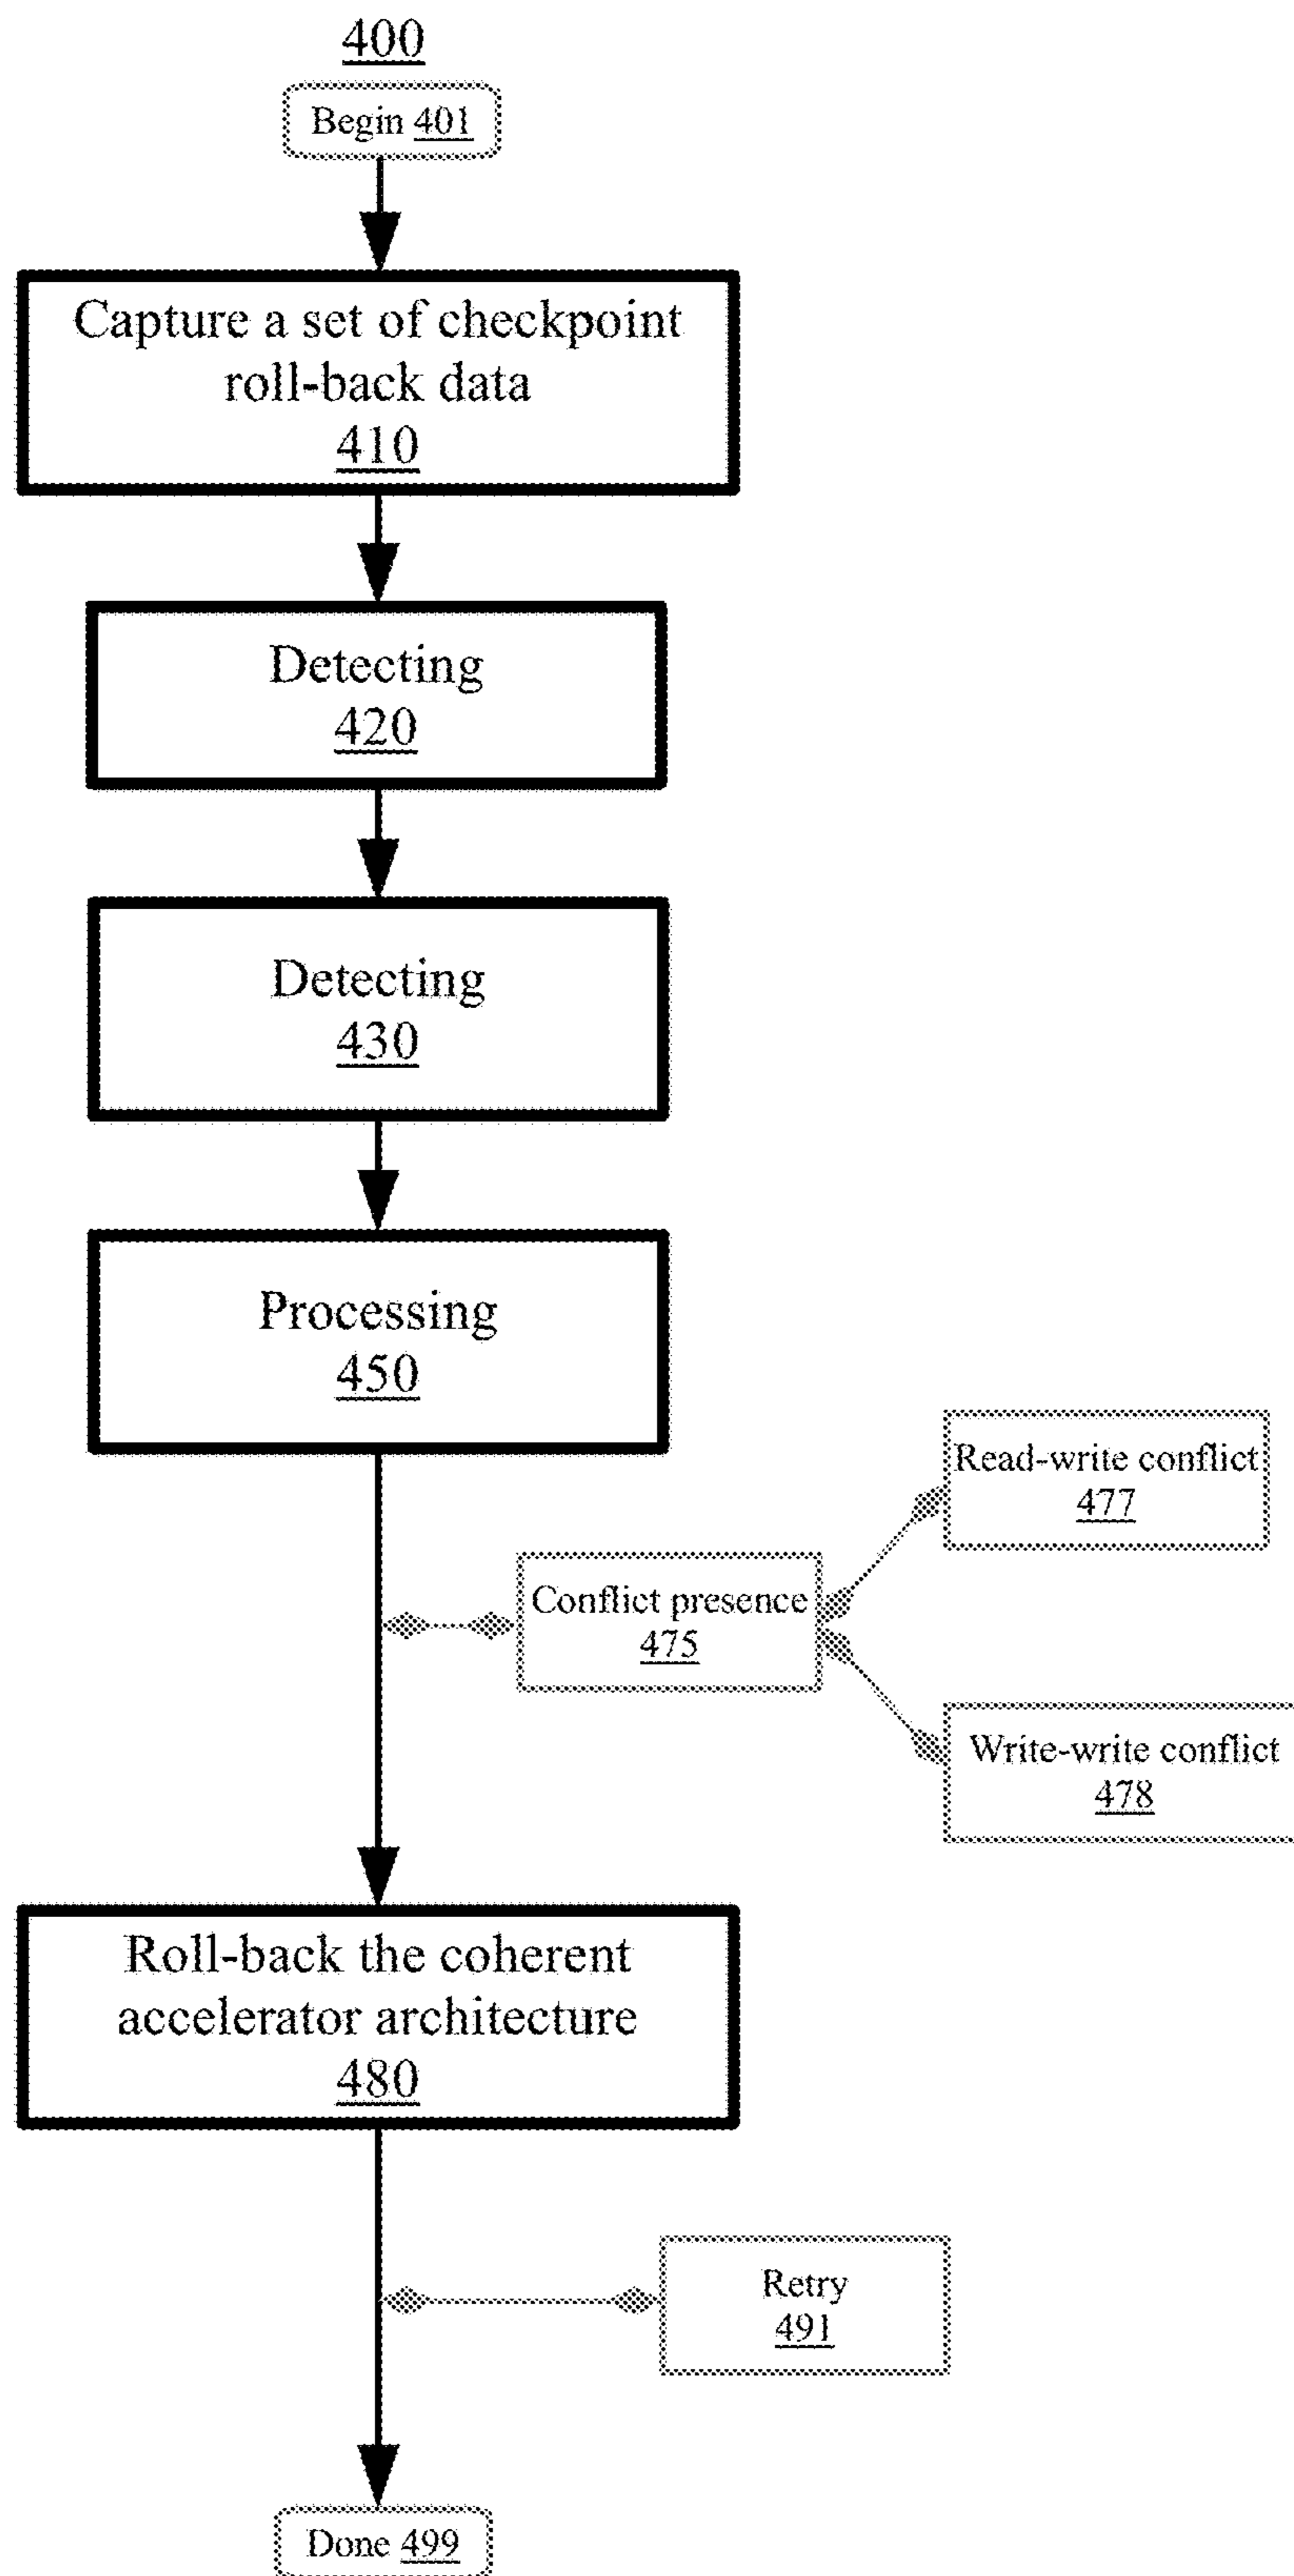 400
Begin 401
Capture a set of checkpoint
roll-back data
410
Detecting
420
Detecting
430
Processing
450
Read-write conflict
477
Conflict presence
475
Write-write conflict
478
Roll-back the coherent
accelerator architecture
480
Retry
491
Done 499